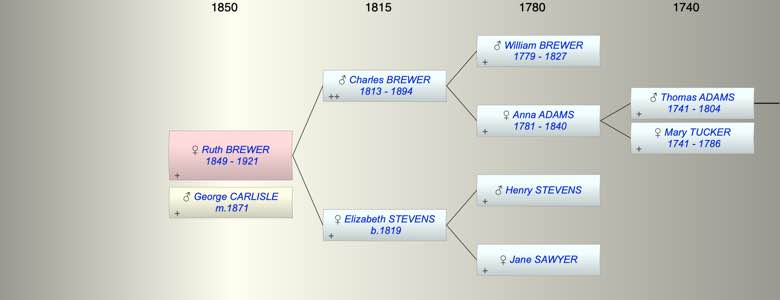 1850
1815
1780
1740
♀ Ruth BREWER
1849 - 1921
+
♂ George CARLISLE
m.1871
+
♂ Charles BREWER
1813 - 1894
++
♀ Elizabeth STEVENS
b.1819
+
♂ William BREWER
1779 - 1827
+
♀ Anna ADAMS
1781 - 1840
+
♂ Henry STEVENS
+
♀ Jane SAWYER
+
♂ Thomas ADAMS
1741 - 1804
+
♀ Mary TUCKER
1741 - 1786
+